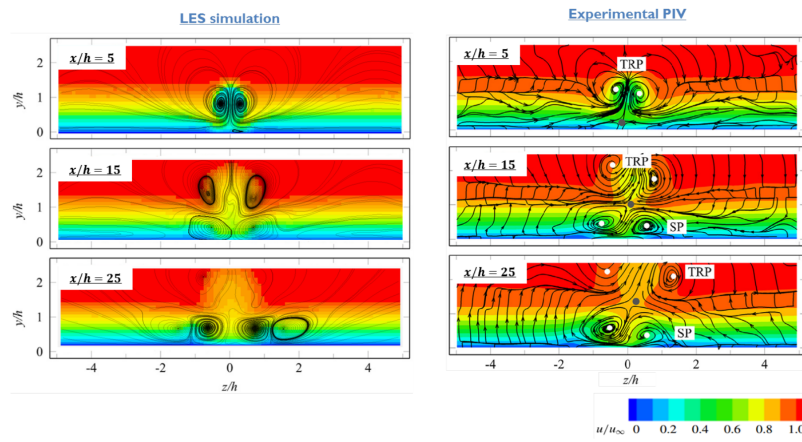 LES simulation
Experimental PIV
x/h = 5
2
1
0
y/h
x/h = 15
2
1
0
y/h
x/h = 25
2
1
0
y/h
-4 -2 0 2 4
z/h
x/h = 5
TRP
x/h = 15
TRP
SP
x/h = 25
TRP
SP
-4 -2 0 2 4
z/h
u/u∞ 0 0.2 0.4 0.6 0.8 1.0